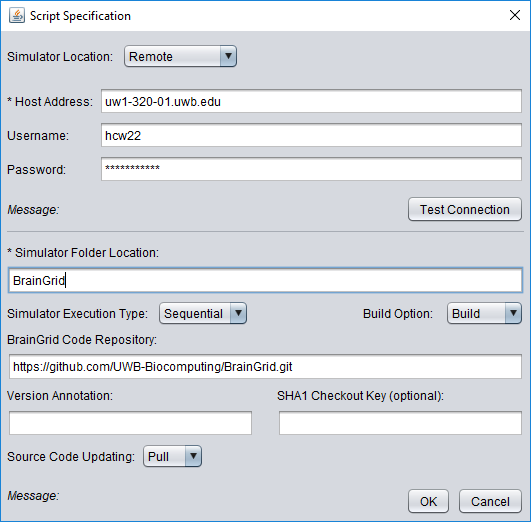 Script Specification
Simulator Location: Remote
* Host Address: uw1-320-01.uwb.edu
Username: hcw22
Password: ***********
Message: Test Connection
* Simulator Folder Location:
BrainGrid
Simulator Execution Type: Sequential Build Option: Build
BrainGrid Code Repository:
https://github.com/UWB-Biocomputing/BrainGrid.git
Version Annotation: SHA1 Checkout Key (optional):
Source Code Updating: Pull
Message: OK Cancel